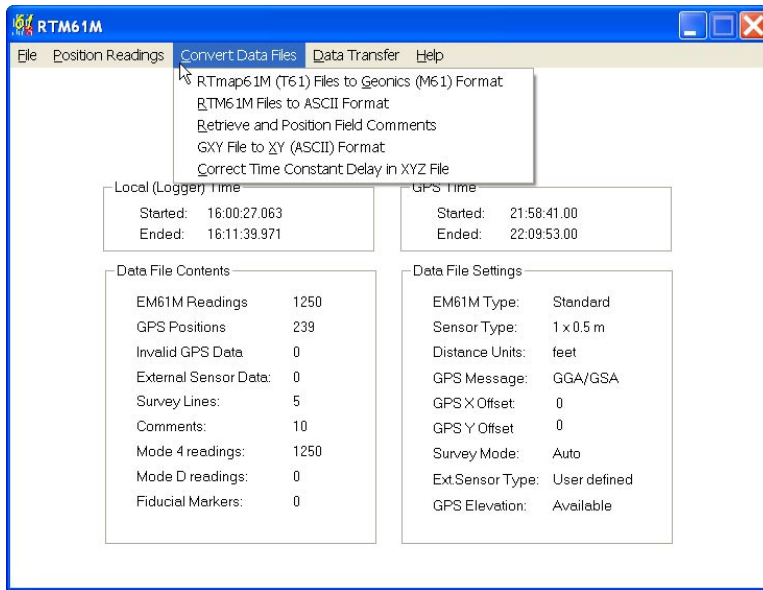 RTM61M
File Position Readings Convert Data Files Data Transfer Help
RTmap61M (T61) Files to Geonics (M61) Format
RTM61M Files to ASCII Format
Retrieve and Position Field Comments
GXY File to XY (ASCII) Format
Correct Time Constant Delay in XYZ File
Local (Logger) Time
Started: 16:00:27.063
Ended: 16:11:39.971
GPS Time
Started: 21:58:41.00
Ended: 22:09:53.00
Data File Contents
EM61M Readings 1250
GPS Positions 239
Invalid GPS Data 0
External Sensor Data: 0
Survey Lines: 5
Comments: 10
Mode 4 readings: 1250
Mode D readings: 0
Fiducial Markers: 0
Data File Settings
EM61M Type: Standard
Sensor Type: 1 x 0.5 m
Distance Units: feet
GPS Message: GGA/GSA
GPS X Offset: 0
GPS Y Offset 0
Survey Mode: Auto
Ext.Sensor Type: User defined
GPS Elevation: Available